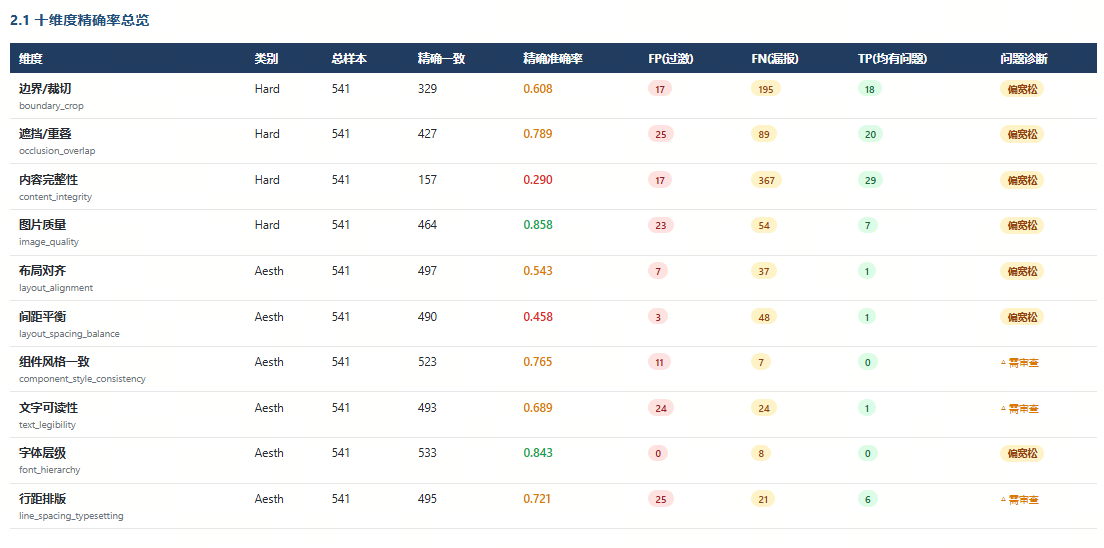 2.1 十维度精确率总览
维度 类别 总样本 精确一致 精确准确率 FP(过激) FN(漏报) TP(均有问题) 问题诊断
边界/裁切 Hard 541 329 0.608 17 195 18 偏宽松
boundary_crop
遮挡/重叠 Hard 541 427 0.789 25 89 20 偏宽松
occlusion_overlap
内容完整性 Hard 541 157 0.290 17 367 29 偏宽松
content_integrity
图片质量 Hard 541 464 0.858 23 54 7 偏宽松
image_quality
布局对齐 Aesth 541 497 0.543 7 37 1 偏宽松
layout_alignment
间距平衡 Aesth 541 490 0.458 3 48 1 偏宽松
layout_spacing_balance
组件风格一致 Aesth 541 523 0.765 11 7 0 ▵ 需审查
component_style_consistency
文字可读性 Aesth 541 493 0.689 24 24 1 ▵ 需审查
text_legibility
字体层级 Aesth 541 533 0.843 0 8 0 偏宽松
font_hierarchy
行距排版 Aesth 541 495 0.721 25 21 6 ▵ 需审查
line_spacing_typesetting